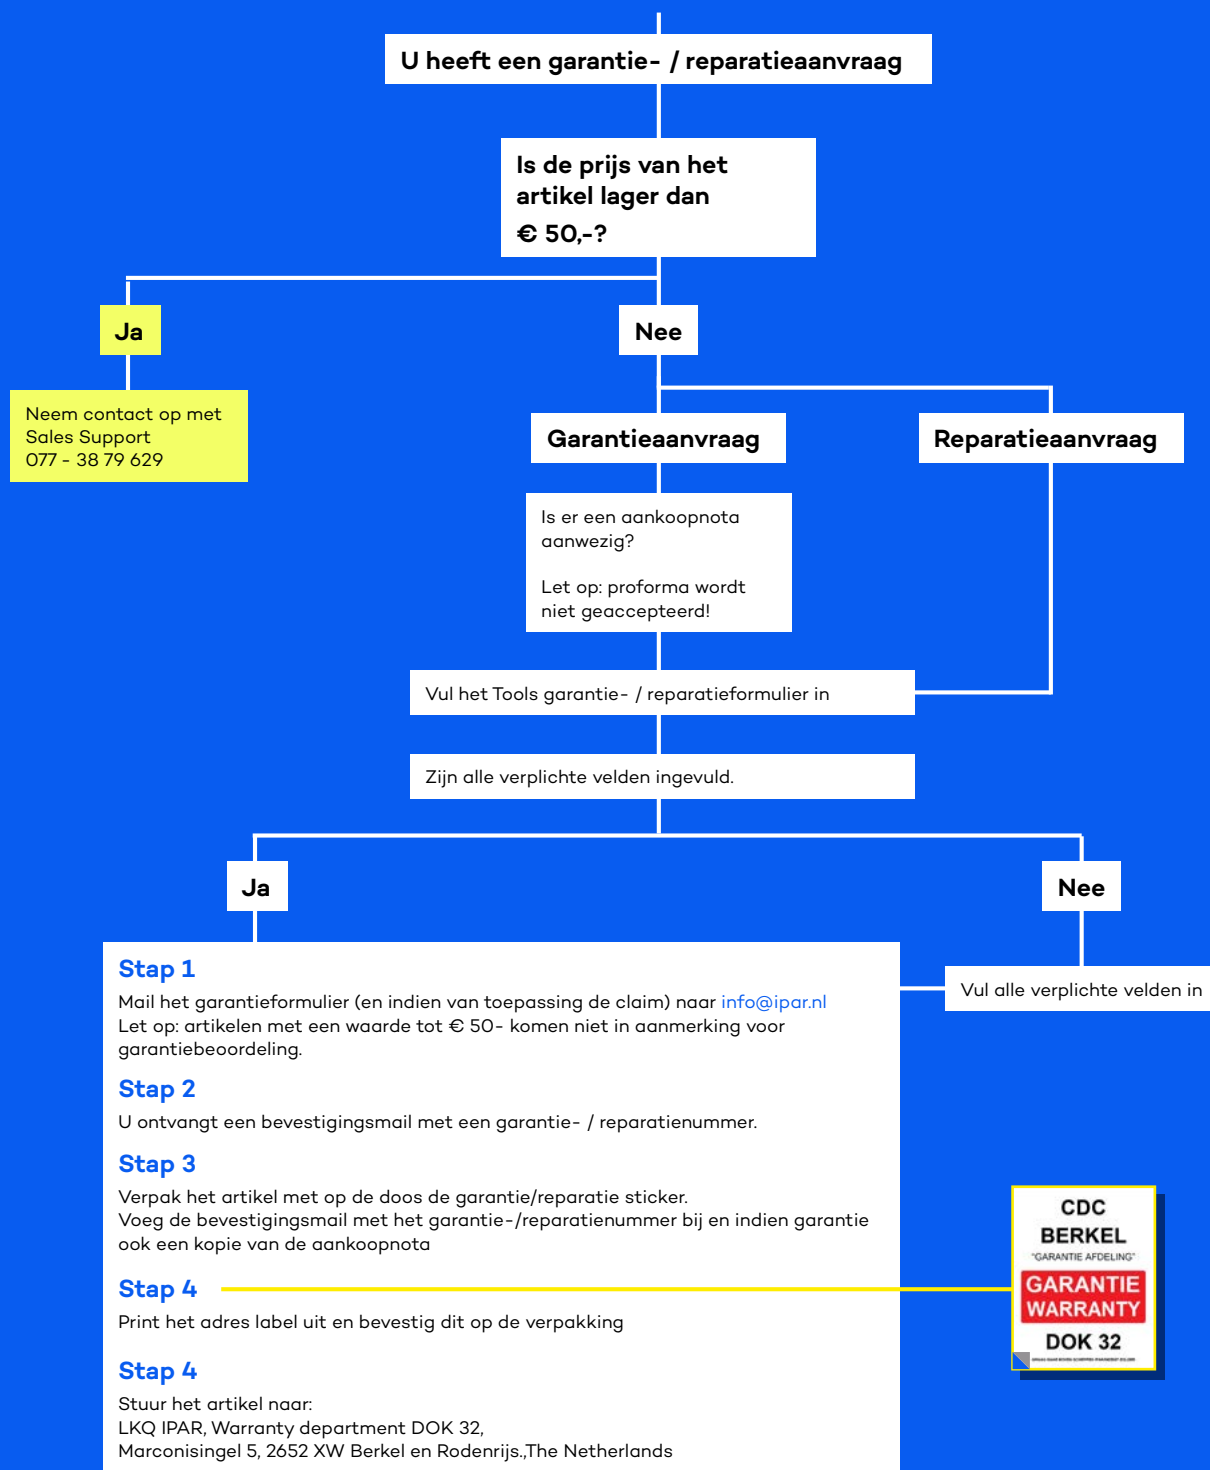 U heeft een garantie- / reparatieaanvraag
Is de prijs van het
artikel lager dan
€ 50,-?
Ja
Nee
Neem contact op met
Sales Support
077 - 38 79 629
Garantieaanvraag
Reparatieaanvraag
Is er een aankoopnota
aanwezig?
Let op: proforma wordt
niet geaccepteerd!
Vul het Tools garantie- / reparatieformulier in
Zijn alle verplichte velden ingevuld.
Ja
Nee
Vul alle verplichte velden in
Stap 1
Mail het garantieformulier (en indien van toepassing de claim) naar info@ipar.nl
Let op: artikelen met een waarde tot € 50- komen niet in aanmerking voor
garantiebeoordeling.
Stap 2
U ontvangt een bevestigingsmail met een garantie- / reparatienummer.
Stap 3
Verpak het artikel met op de doos de garantie/reparatie sticker.
Voeg de bevestigingsmail met het garantie-/reparatienummer bij en indien garantie
ook een kopie van de aankoopnota
Stap 4
Print het adres label uit en bevestig dit op de verpakking
Stap 4
Stuur het artikel naar:
LKQ IPAR, Warranty department DOK 32,
Marconisingel 5, 2652 XW Berkel en Rodenrijs.,The Netherlands
CDC
BERKEL
"GARANTIE AFDELING"
GARANTIE
WARRANTY
DOK 32